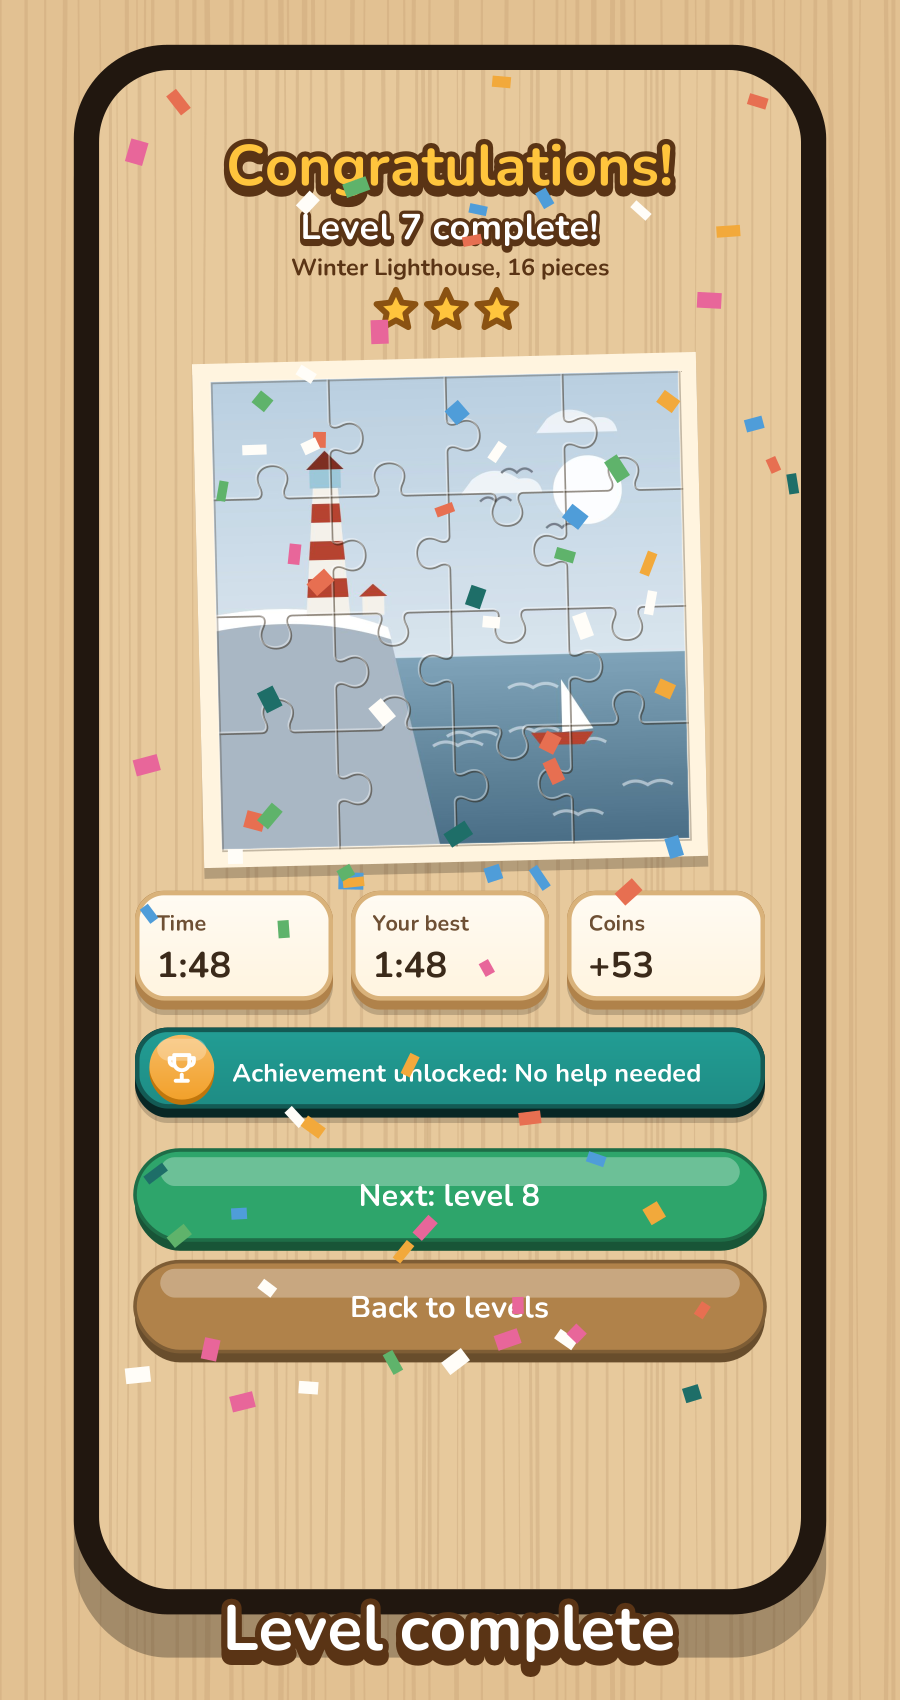 Congratulations!
Level 7 complete!
Winter Lighthouse, 16 pieces
Time
1:48
Your best
1:48
Coins
+53
Achievement unlocked: No help needed
Next: level 8
Back to levels
Level complete